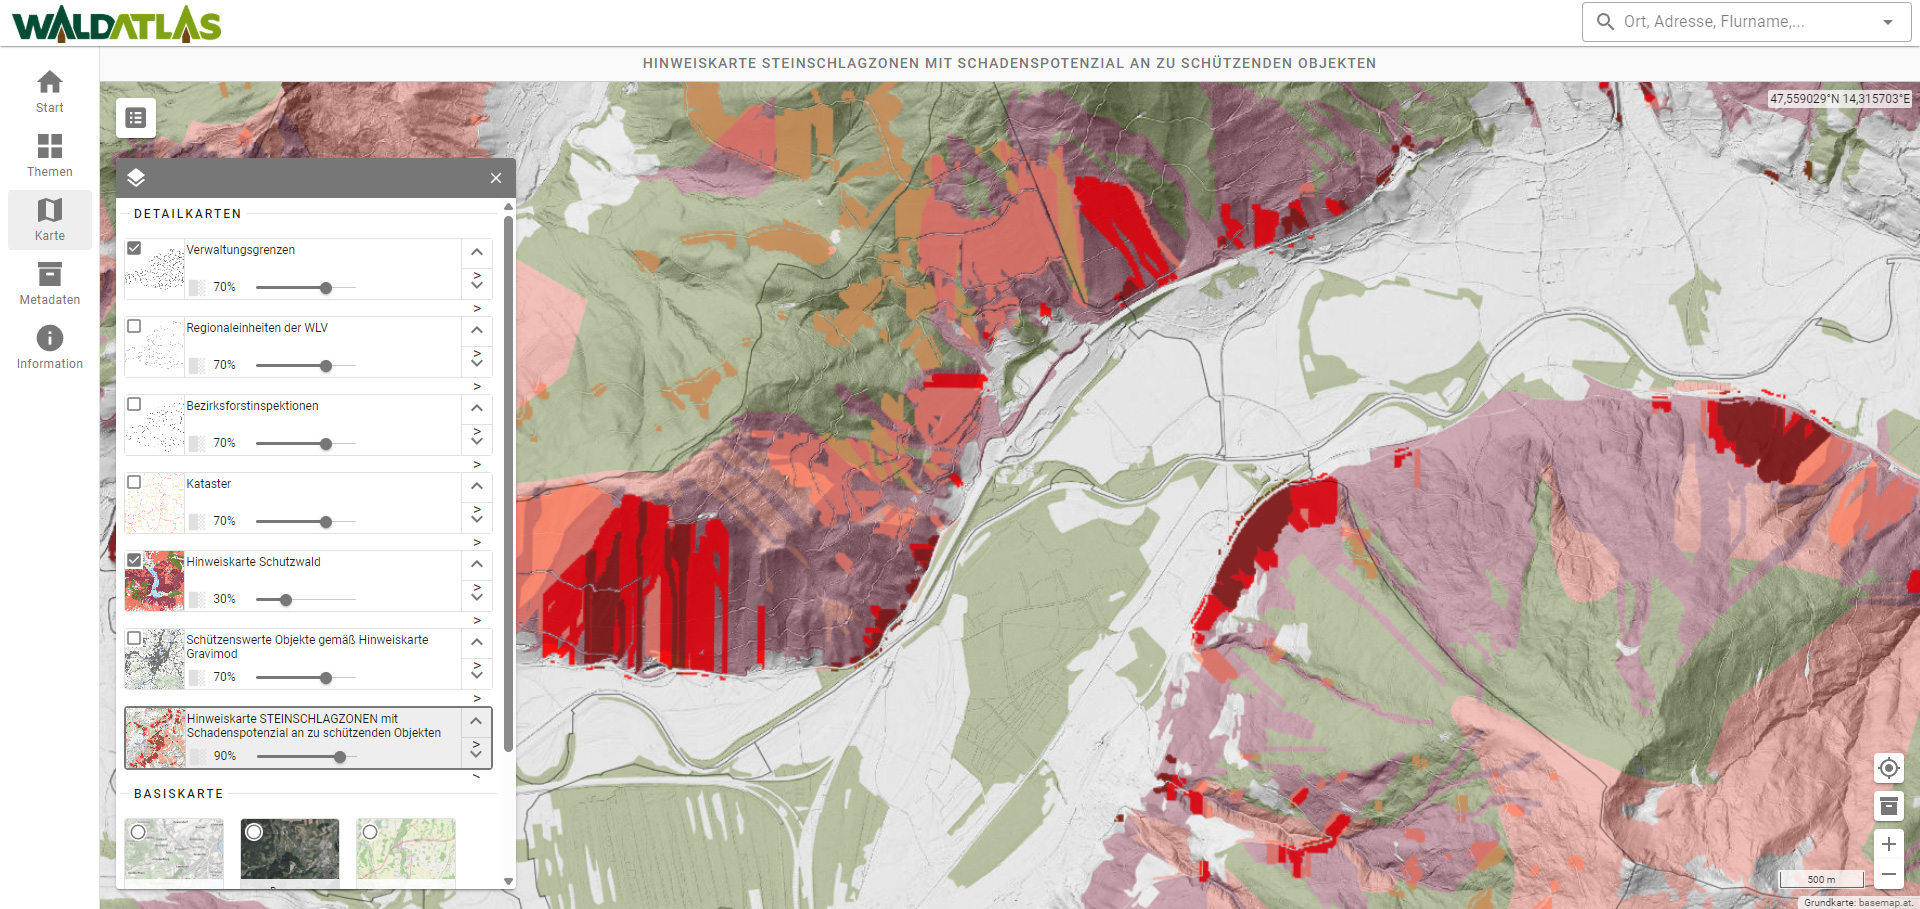 WALDATLAS
Ort, Adresse, Flurname,...
HINWEISKARTE STEINSCHLAGZONEN MIT SCHADENSPOTENZIAL AN ZU SCHÜTZENDEN OBJEKTEN
Start
Themen
Karte
Metadaten
Information
47,559029°N 14,315703°E
DETAILKARTEN
Verwaltungsgrenzen
70%
Regionaleinheiten der WLV
70%
Bezirksforstinspektionen
70%
Kataster
70%
Hinweiskarte Schutzwald
30%
Schützenswerte Objekte gemäß Hinweiskarte
Gravimod
70%
Hinweiskarte STEINSCHLAGZONEN mit
Schadenspotenzial an zu schützenden Objekten
90%
BASISKARTE
500 m
Grundkarte: basemap.at.